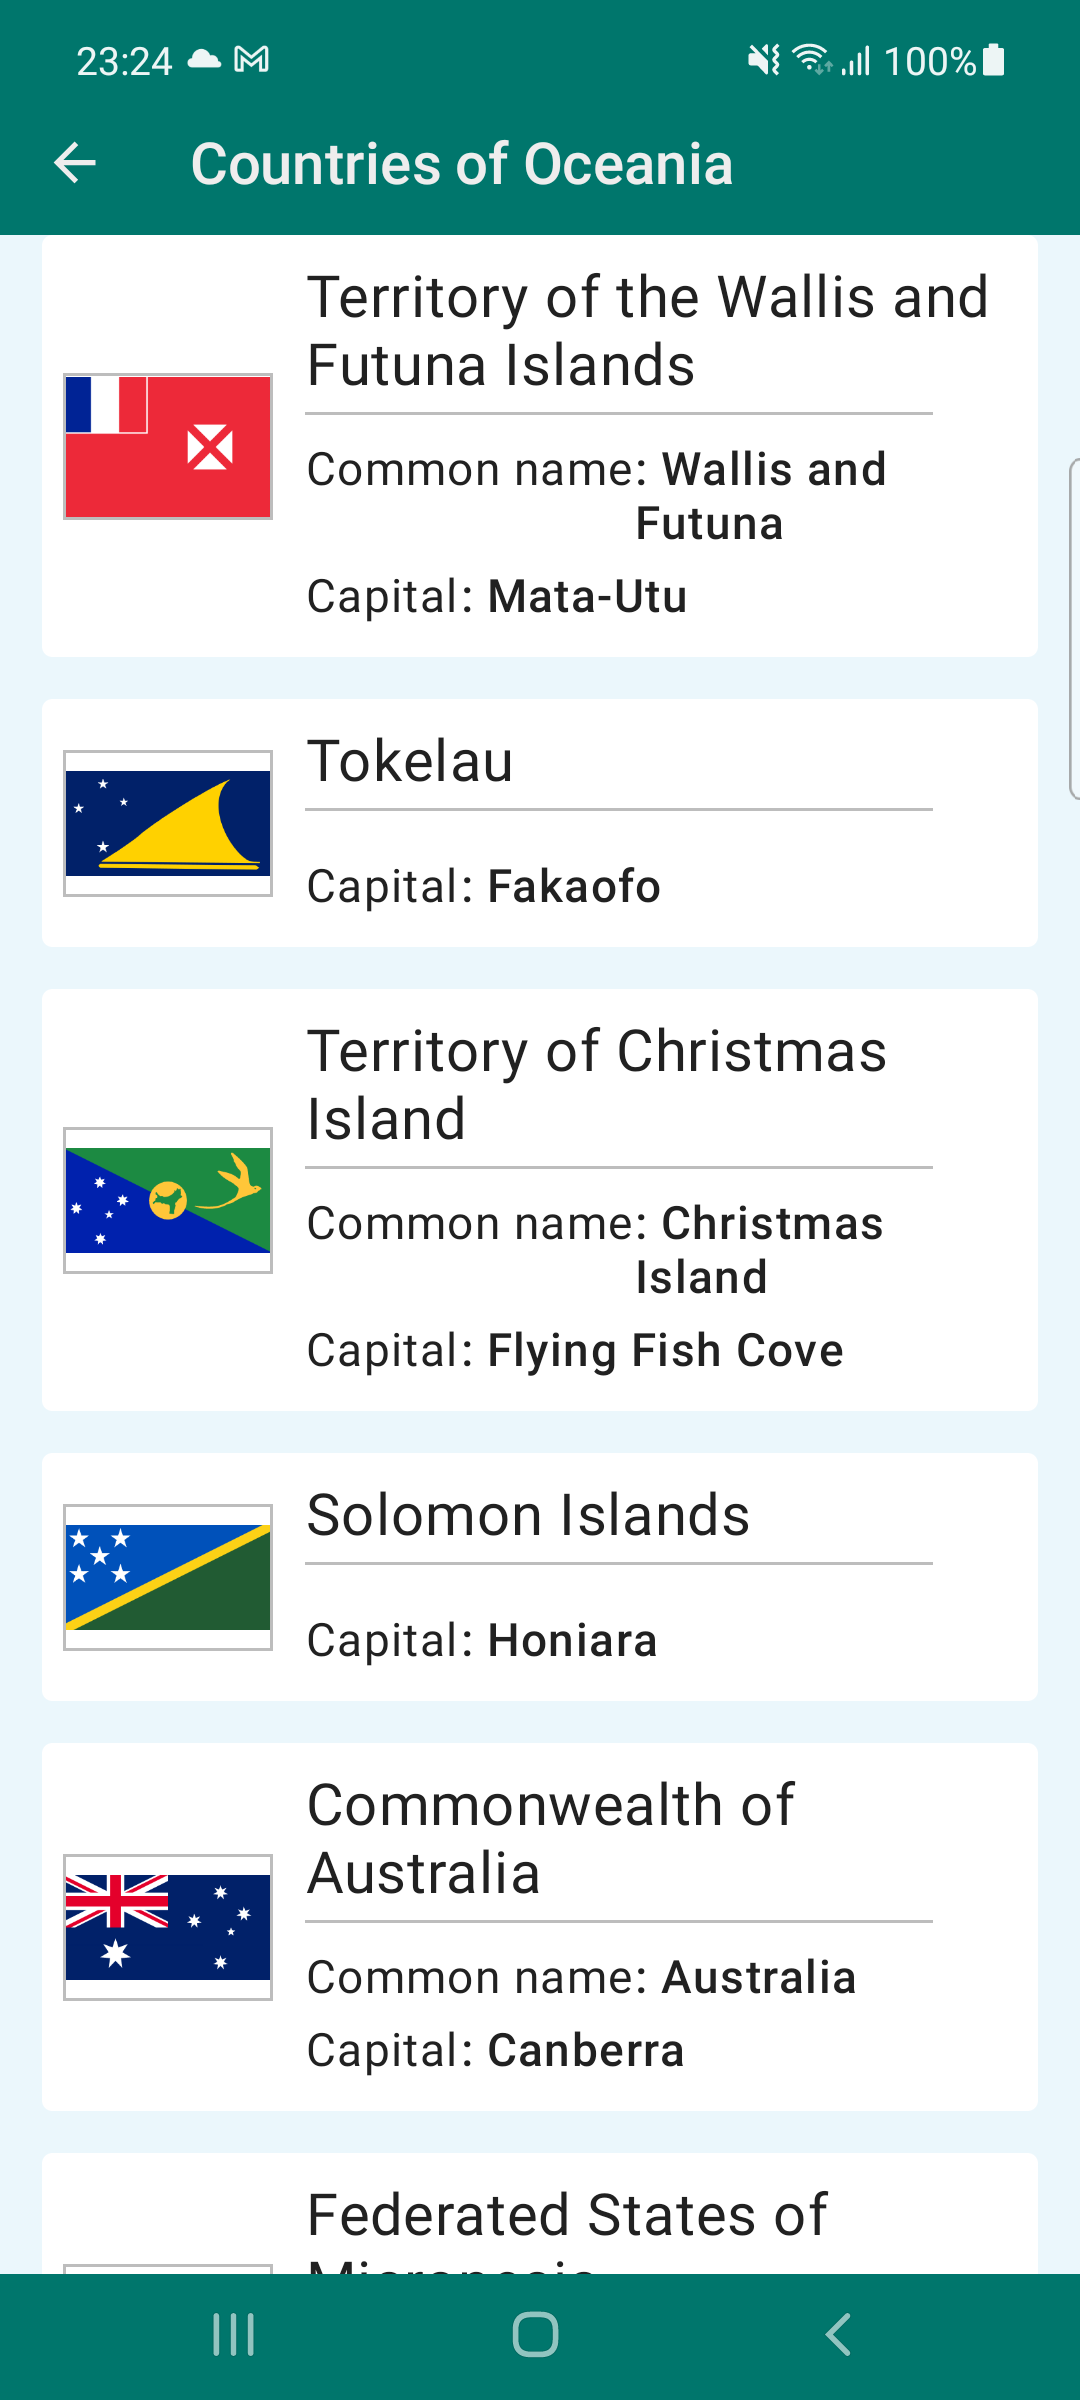 23:24
100%
Countries of Oceania
Territory of the Wallis and
Futuna Islands
Common name: Wallis and
Futuna
Capital: Mata-Utu
Tokelau
Capital: Fakaofo
Territory of Christmas
Island
Common name: Christmas
Island
Capital: Flying Fish Cove
Solomon Islands
Capital: Honiara
Commonwealth of
Australia
Common name: Australia
Capital: Canberra
Federated States of
Micronesia